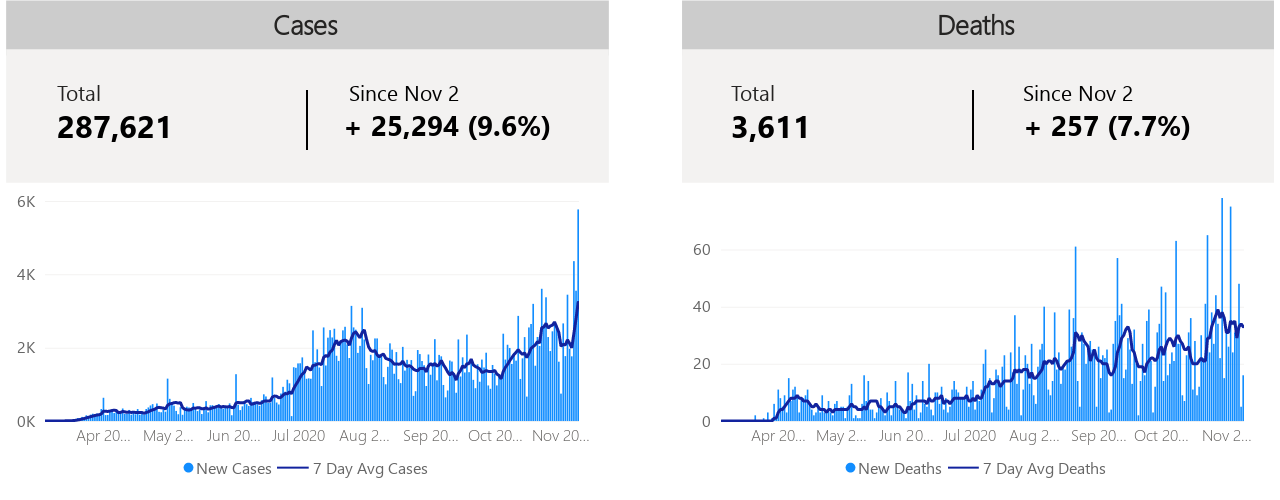 Cases
Total
287,621
Since Nov 2
+ 25,294 (9.6%)
6K
4K
2K
0K
Apr 20... May 2... Jun 20... Jul 2020 Aug 2... Sep 20... Oct 20... Nov 20...
New Cases 7 Day Avg Cases
Deaths
Total
3,611
Since Nov 2
+ 257 (7.7%)
60
40
20
0
Apr 20... May 2... Jun 20... Jul 2020 Aug 2... Sep 20... Oct 20... Nov 2...
New Deaths 7 Day Avg Deaths